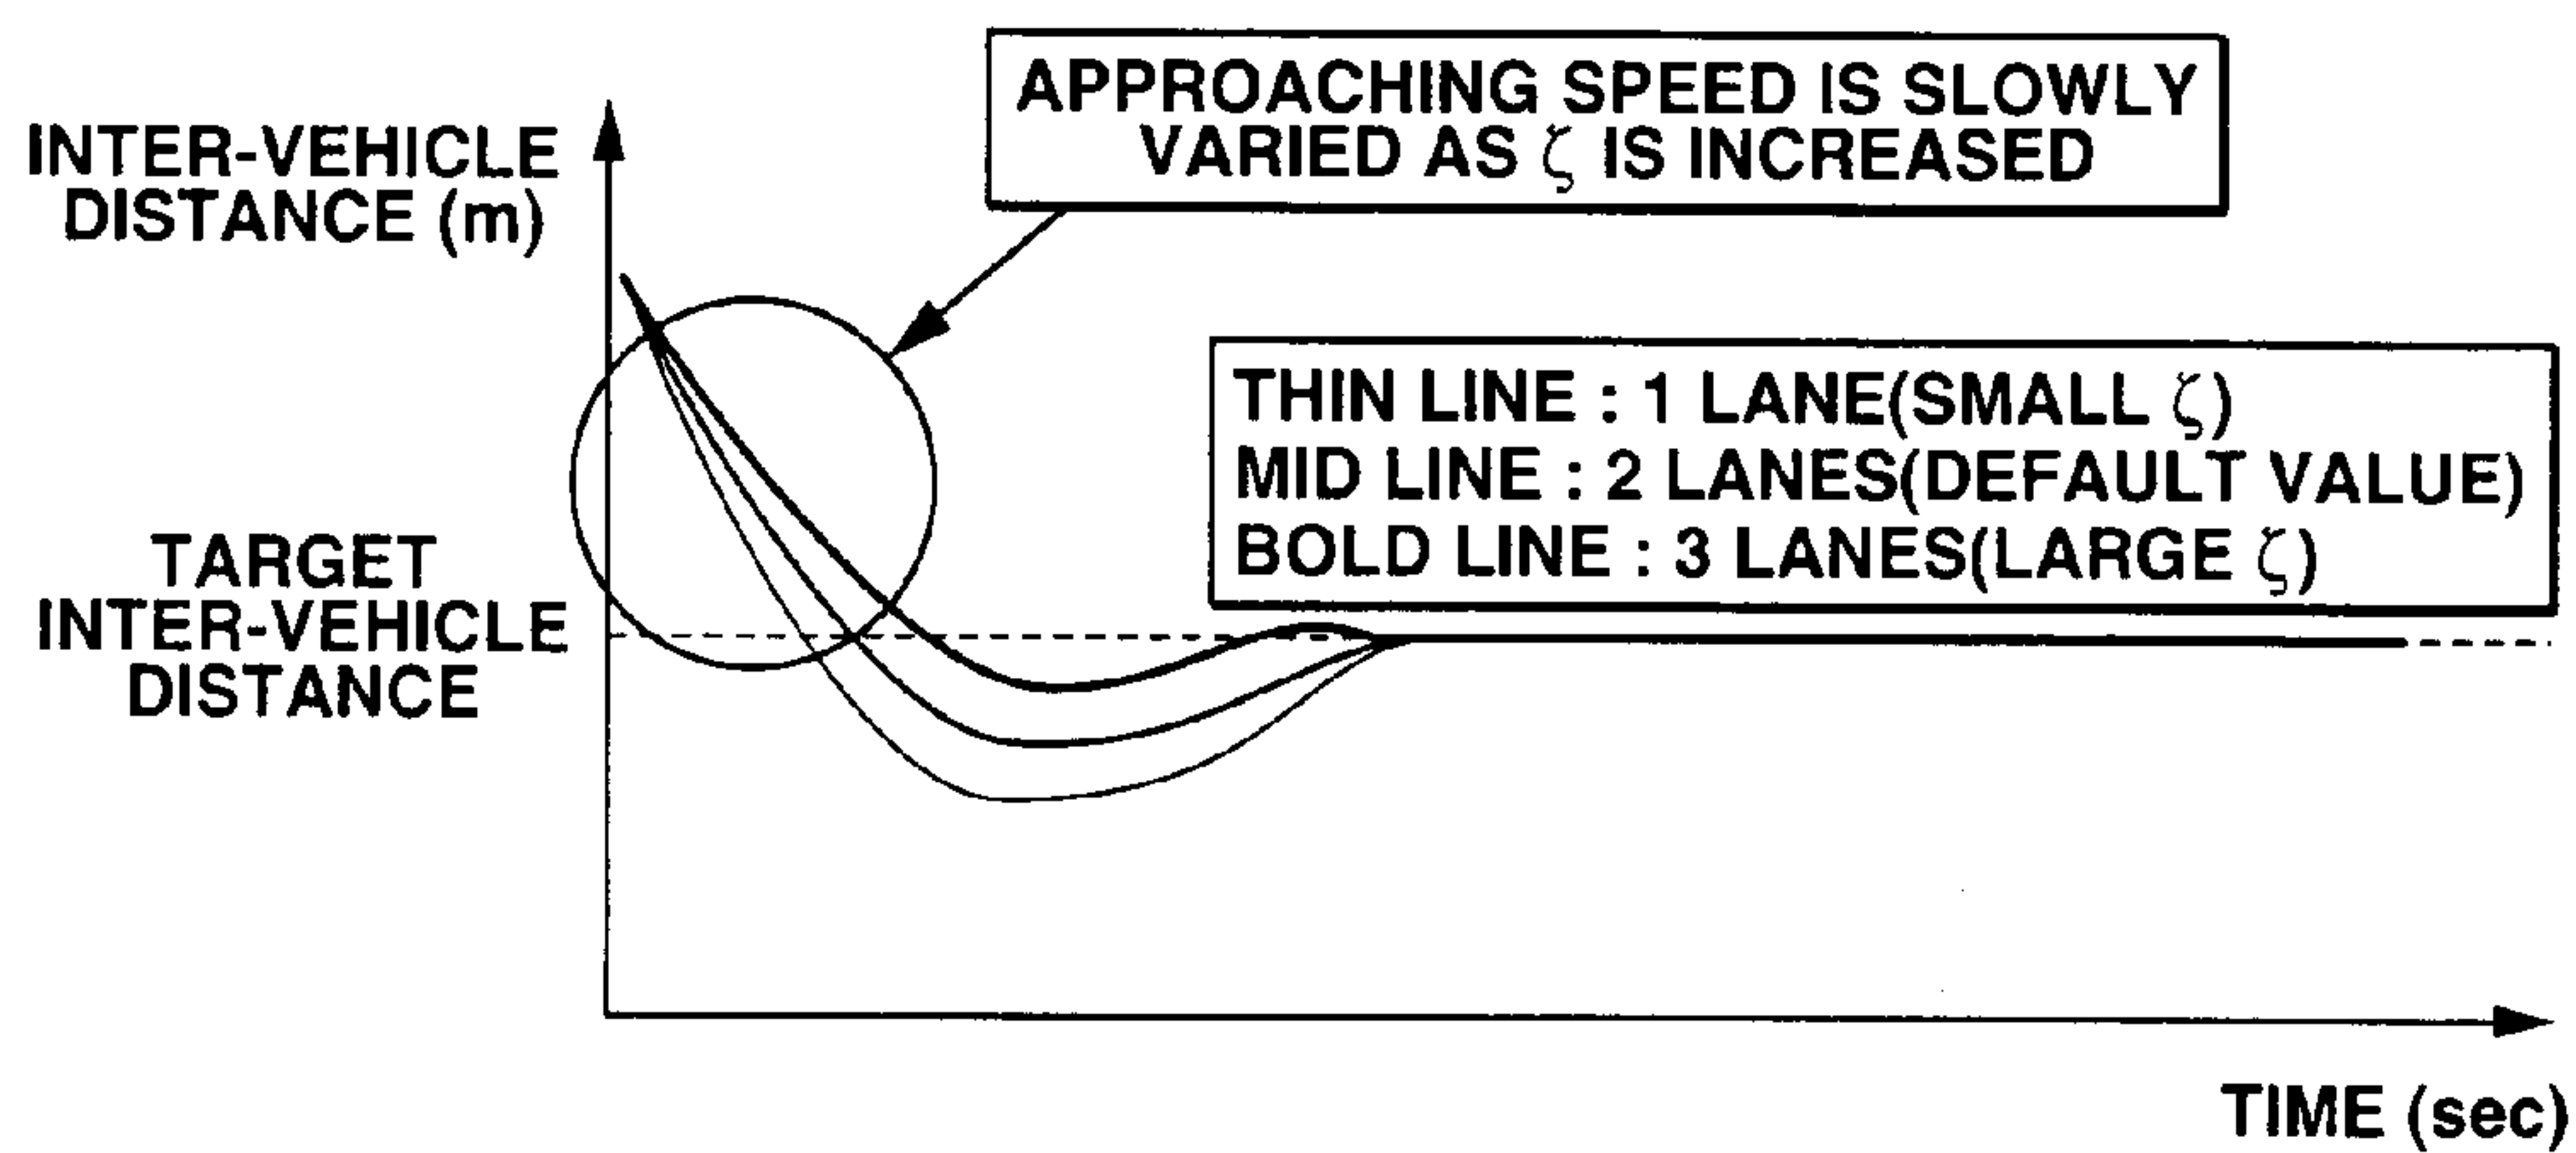 APPROACHING SPEED IS SLOWLY
VARIED AS ζ IS INCREASED
INTER-VEHICLE
DISTANCE (m)
THIN LINE : 1 LANE(SMALL ζ)
MID LINE : 2 LANES(DEFAULT VALUE)
BOLD LINE : 3 LANES(LARGE ζ)
TARGET
INTER-VEHICLE
DISTANCE
TIME (sec)